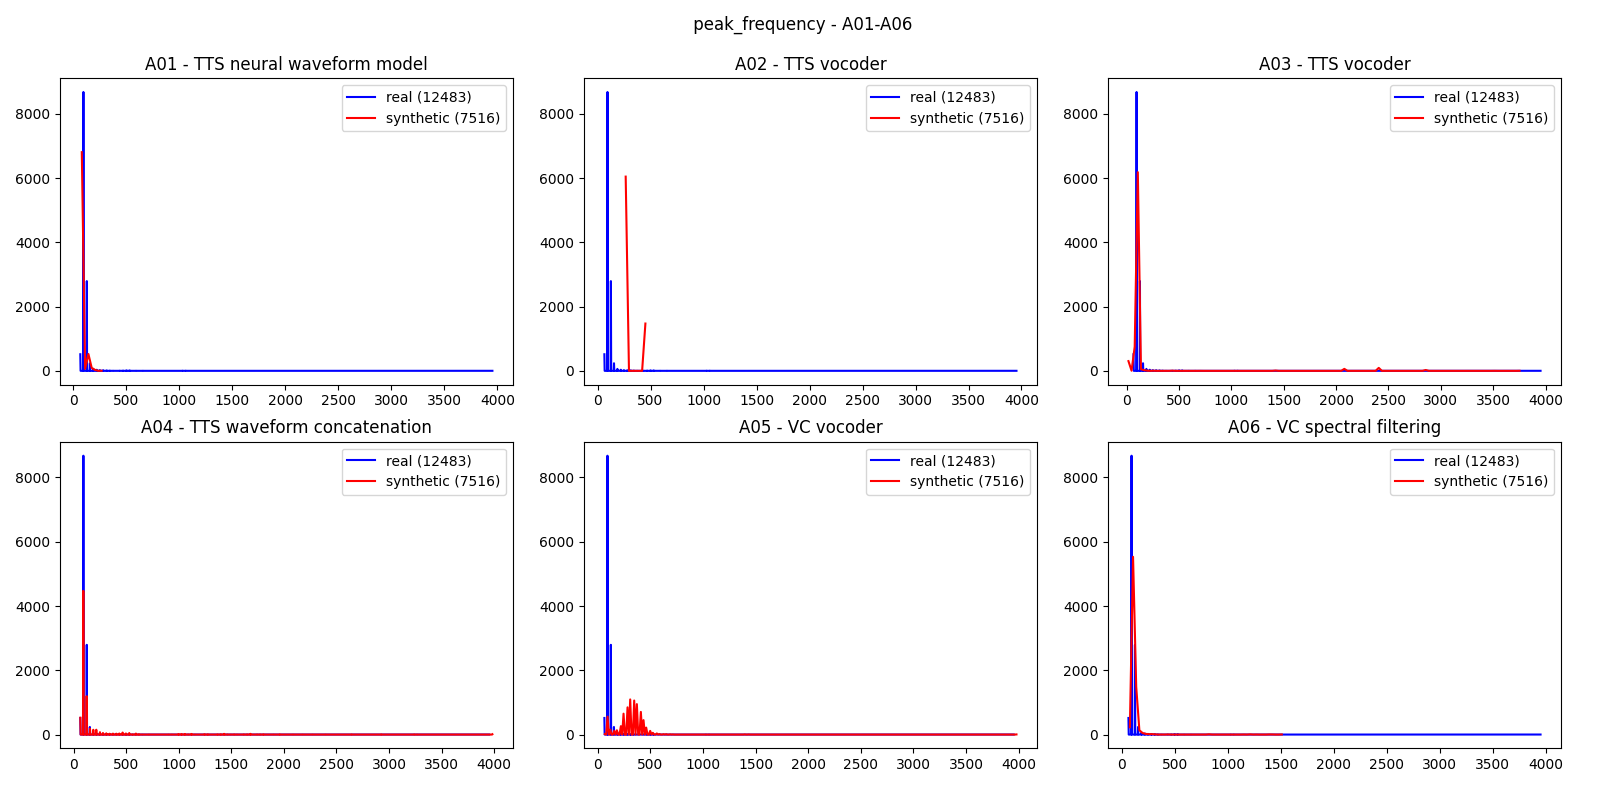 peak_frequency - A01-A06
A01 - TTS neural waveform model
real (12483)
synthetic (7516)
8000
6000
4000
2000
0
0 500 1000 1500 2000 2500 3000 3500 4000
A02 - TTS vocoder
real (12483)
synthetic (7516)
8000
6000
4000
2000
0
0 500 1000 1500 2000 2500 3000 3500 4000
A03 - TTS vocoder
real (12483)
synthetic (7516)
8000
6000
4000
2000
0
0 500 1000 1500 2000 2500 3000 3500 4000
A04 - TTS waveform concatenation
real (12483)
synthetic (7516)
8000
6000
4000
2000
0
0 500 1000 1500 2000 2500 3000 3500 4000
A05 - VC vocoder
real (12483)
synthetic (7516)
8000
6000
4000
2000
0
0 500 1000 1500 2000 2500 3000 3500 4000
A06 - VC spectral filtering
real (12483)
synthetic (7516)
8000
6000
4000
2000
0
0 500 1000 1500 2000 2500 3000 3500 4000